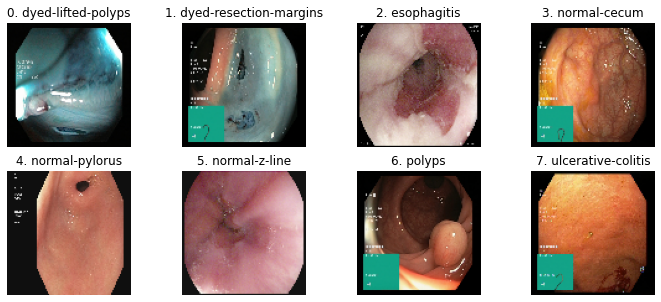 0. dyed-lifted-polyps
1. dyed-resection-margins
2. esophagitis
3. normal-cecum
4. normal-pylorus
5. normal-z-line
6. polyps
7. ulcerative-colitis